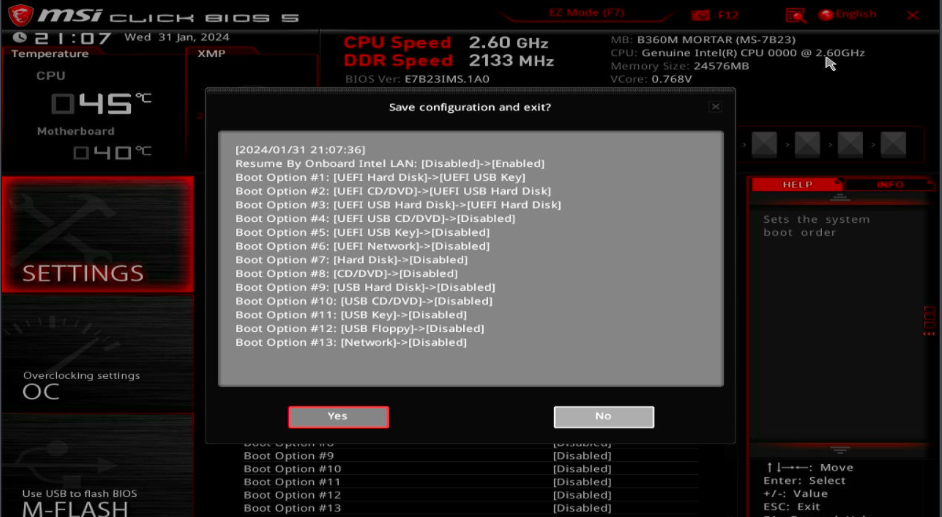 msi CLICK BIOS 5
EZ Mode (F7)
F12
English
21:07 Wed 31 Jan, 2024
Temperature
XMP
CPU
045°C
Motherboard
040°C
CPU Speed 2.60 GHz
DDR Speed 2133 MHz
BIOS Ver: E7B23IMS.1A0
MB: B360M MORTAR (MS-7B23)
CPU: Genuine Intel(R) CPU 0000 @ 2.60GHz
Memory Size: 24576MB
VCore: 0.768V
Save configuration and exit?
[2024/01/31 21:07:36]
Resume By Onboard Intel LAN: [Disabled]->[Enabled]
Boot Option #1: [UEFI Hard Disk]->[UEFI USB Key]
Boot Option #2: [UEFI CD/DVD]->[UEFI USB Hard Disk]
Boot Option #3: [UEFI USB Hard Disk]->[UEFI Hard Disk]
Boot Option #4: [UEFI USB CD/DVD]->[Disabled]
Boot Option #5: [UEFI USB Key]->[Disabled]
Boot Option #6: [UEFI Network]->[Disabled]
Boot Option #7: [Hard Disk]->[Disabled]
Boot Option #8: [CD/DVD]->[Disabled]
Boot Option #9: [USB Hard Disk]->[Disabled]
Boot Option #10: [USB CD/DVD]->[Disabled]
Boot Option #11: [USB Key]->[Disabled]
Boot Option #12: [USB Floppy]->[Disabled]
Boot Option #13: [Network]->[Disabled]
Yes
No
SETTINGS
Overclocking settings
OC
Use USB to flash BIOS
M-FLASH
Boot Option #8 [Disabled]
Boot Option #9 [Disabled]
Boot Option #10 [Disabled]
Boot Option #11 [Disabled]
Boot Option #12 [Disabled]
Boot Option #13 [Disabled]
HELP
INFO
Sets the system
boot order
↑↓→←: Move
Enter: Select
+/-: Value
ESC: Exit